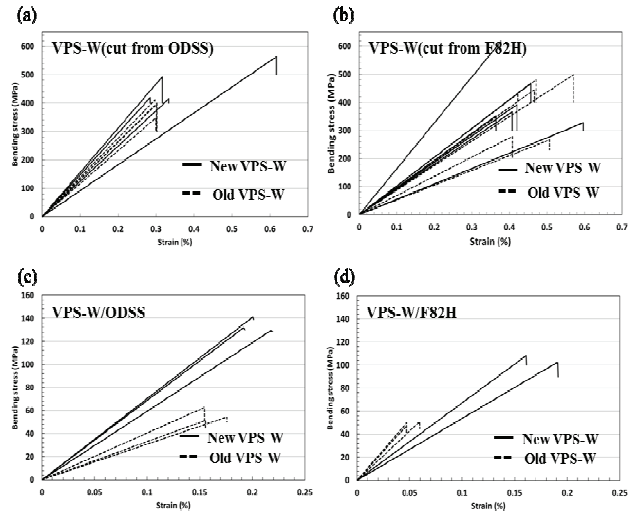 (a)
VPS-W(cut from ODSS)
600
500
400
300
200
100
0
Bending stress (MPa)
New VPS-W
Old VPS-W
0 0.1 0.2 0.3 0.4 0.5 0.6 0.7
Strain (%)
(b)
VPS-W(cut from F82H)
600
500
400
300
200
100
0
Bending stress (MPa)
New VPS-W
Old VPS-W
0 0.1 0.2 0.3 0.4 0.5 0.6 0.7
Strain (%)
(c)
VPS-W/ODSS
160
140
120
100
80
60
40
20
0
Bending stress (MPa)
New VPS-W
Old VPS-W
0 0.05 0.1 0.15 0.2 0.25
Strain (%)
(d)
VPS-W/F82H
160
140
120
100
80
60
40
20
0
Bending stress (MPa)
New VPS-W
Old VPS-W
0 0.05 0.1 0.15 0.2 0.25
Strain (%)